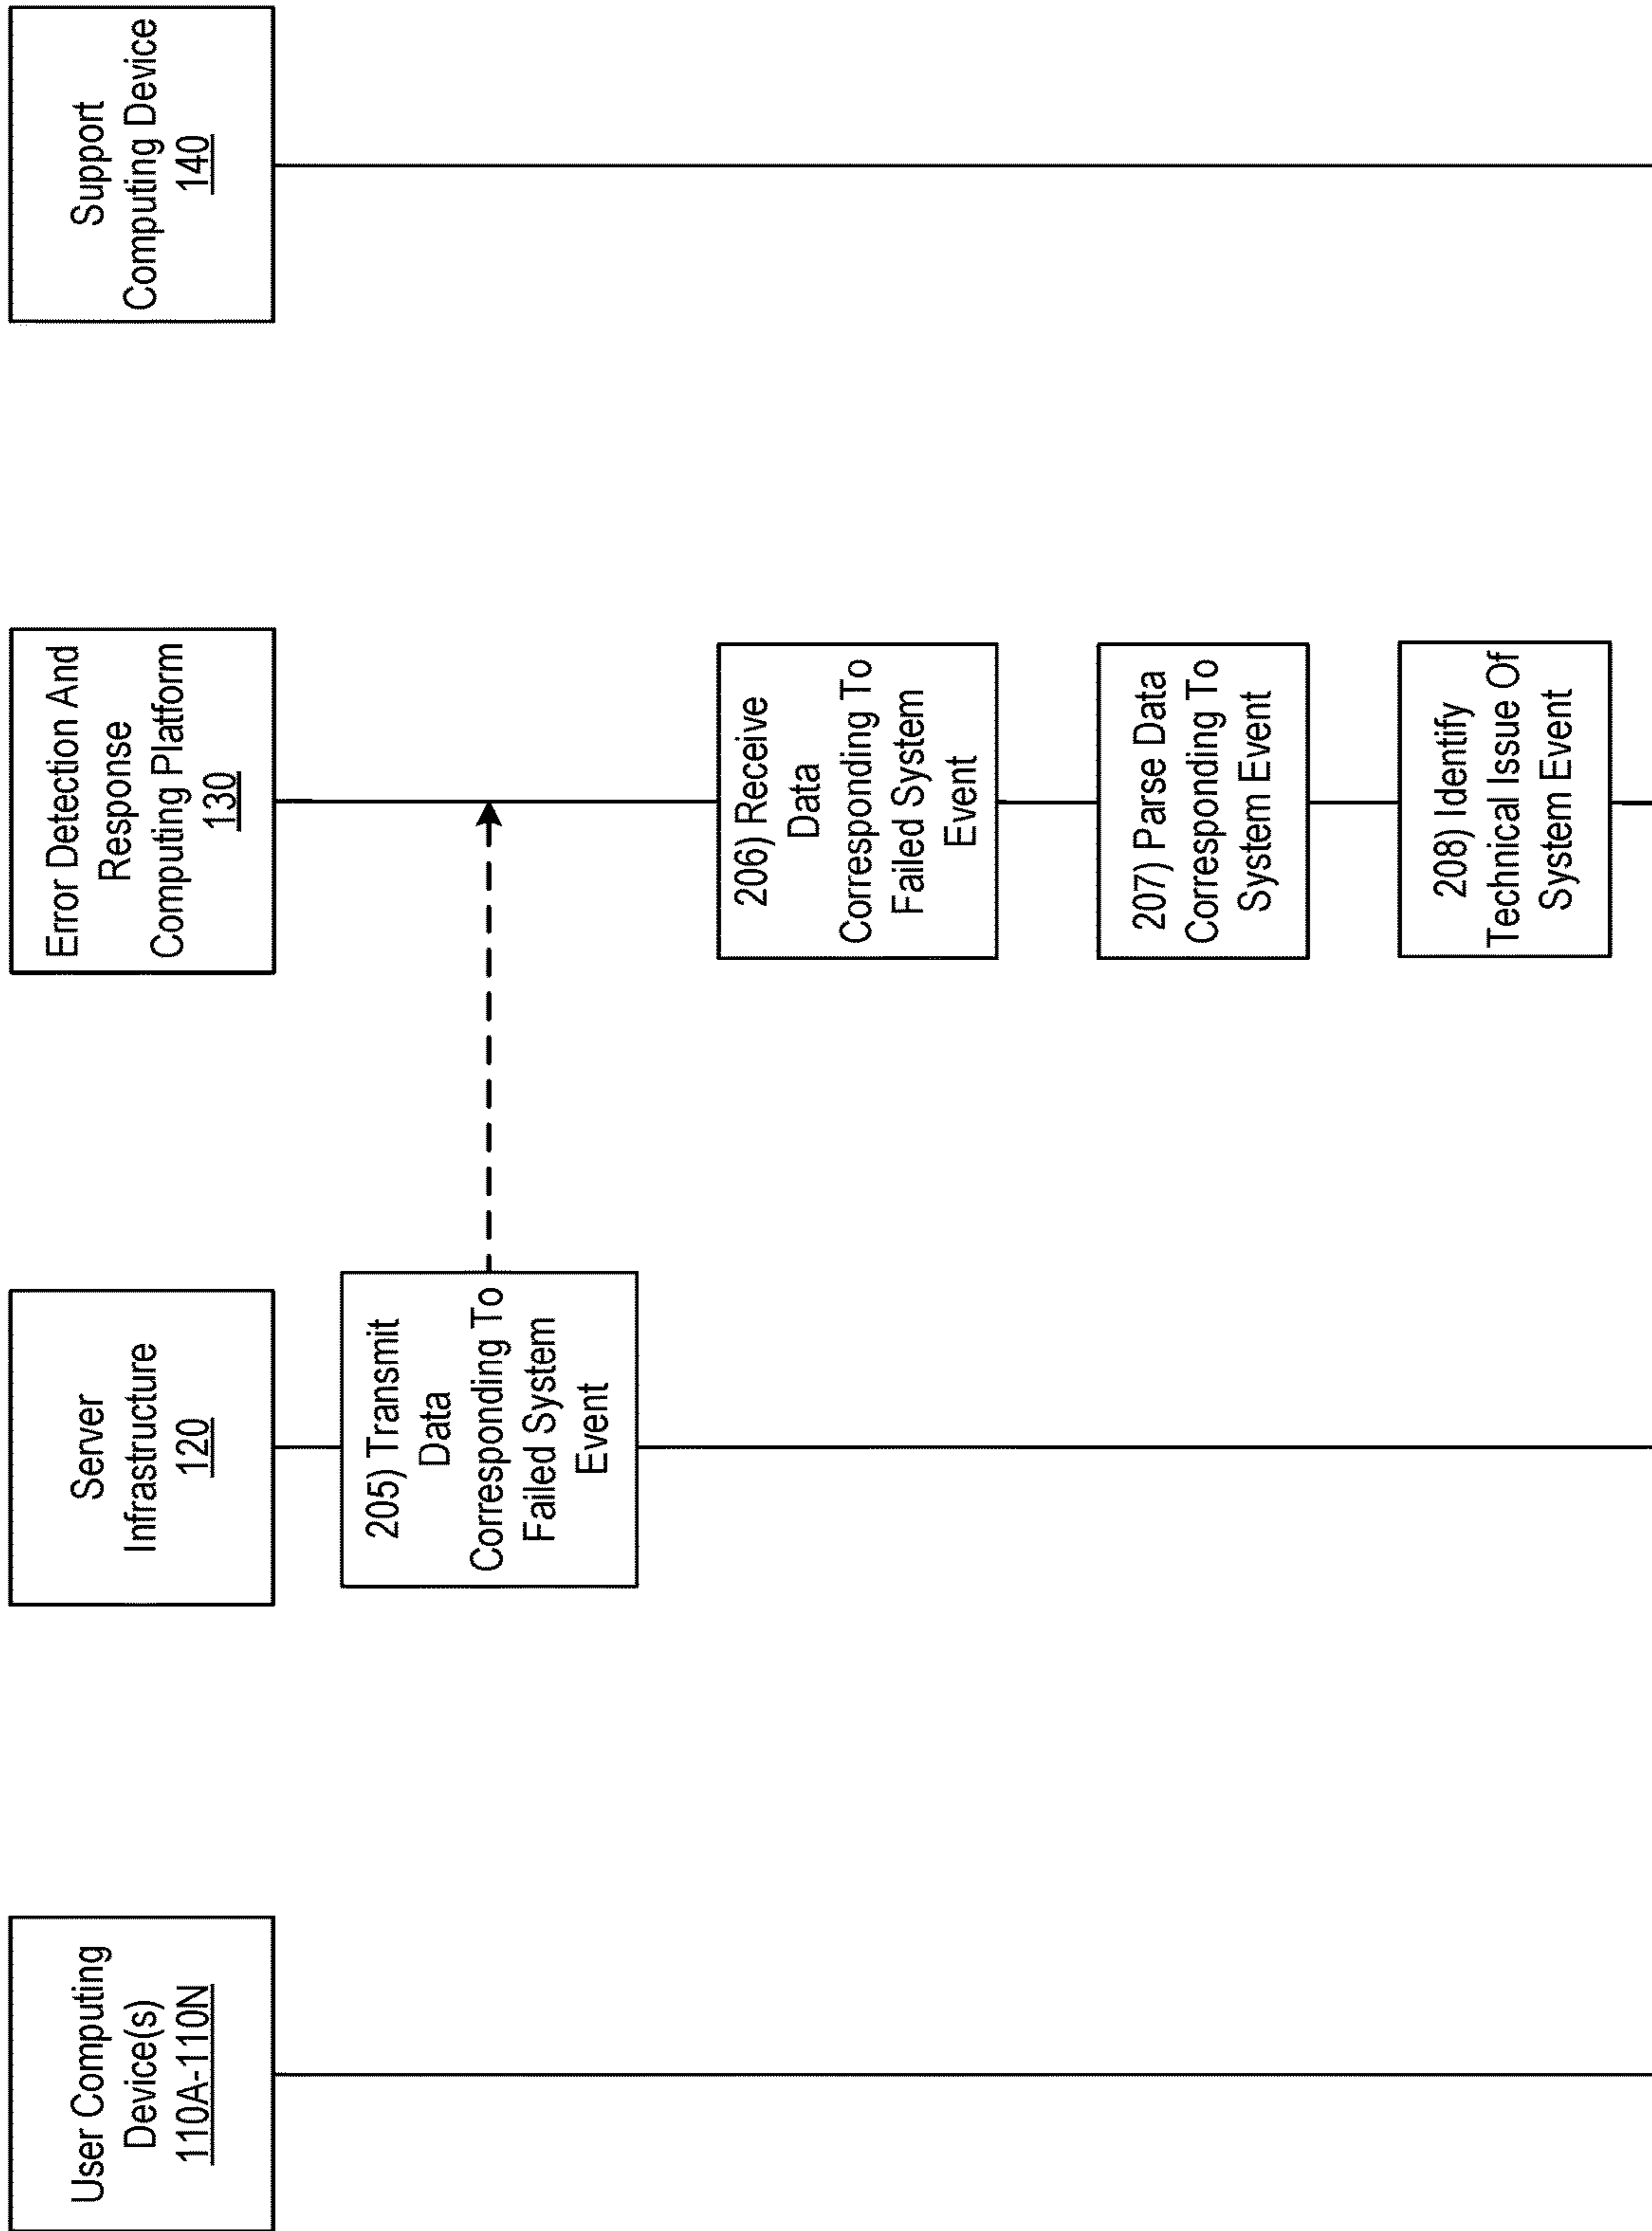 User Computing
Device(s)
110A-110N
Server
Infrastructure
120
Error Detection And
Response
Computing Platform
130
Support
Computing Device
140
205) Transmit
Data
Corresponding To
Failed System
Event
206) Receive
Data
Corresponding To
Failed System
Event
207) Parse Data
Corresponding To
System Event
208) Identify
Technical Issue Of
System Event